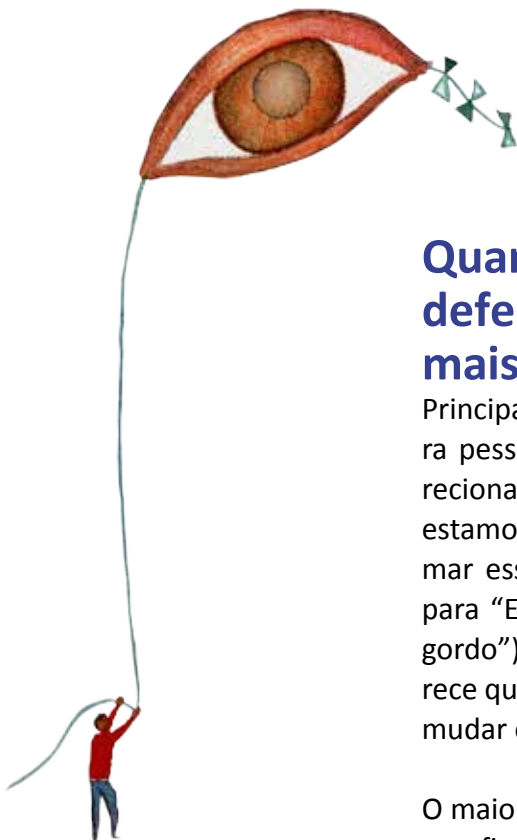 Quan
defe
mais
Principa
ra pess
reciona
estamo
mar ess
para “E
gordo”)
rece qu
mudar
O maio